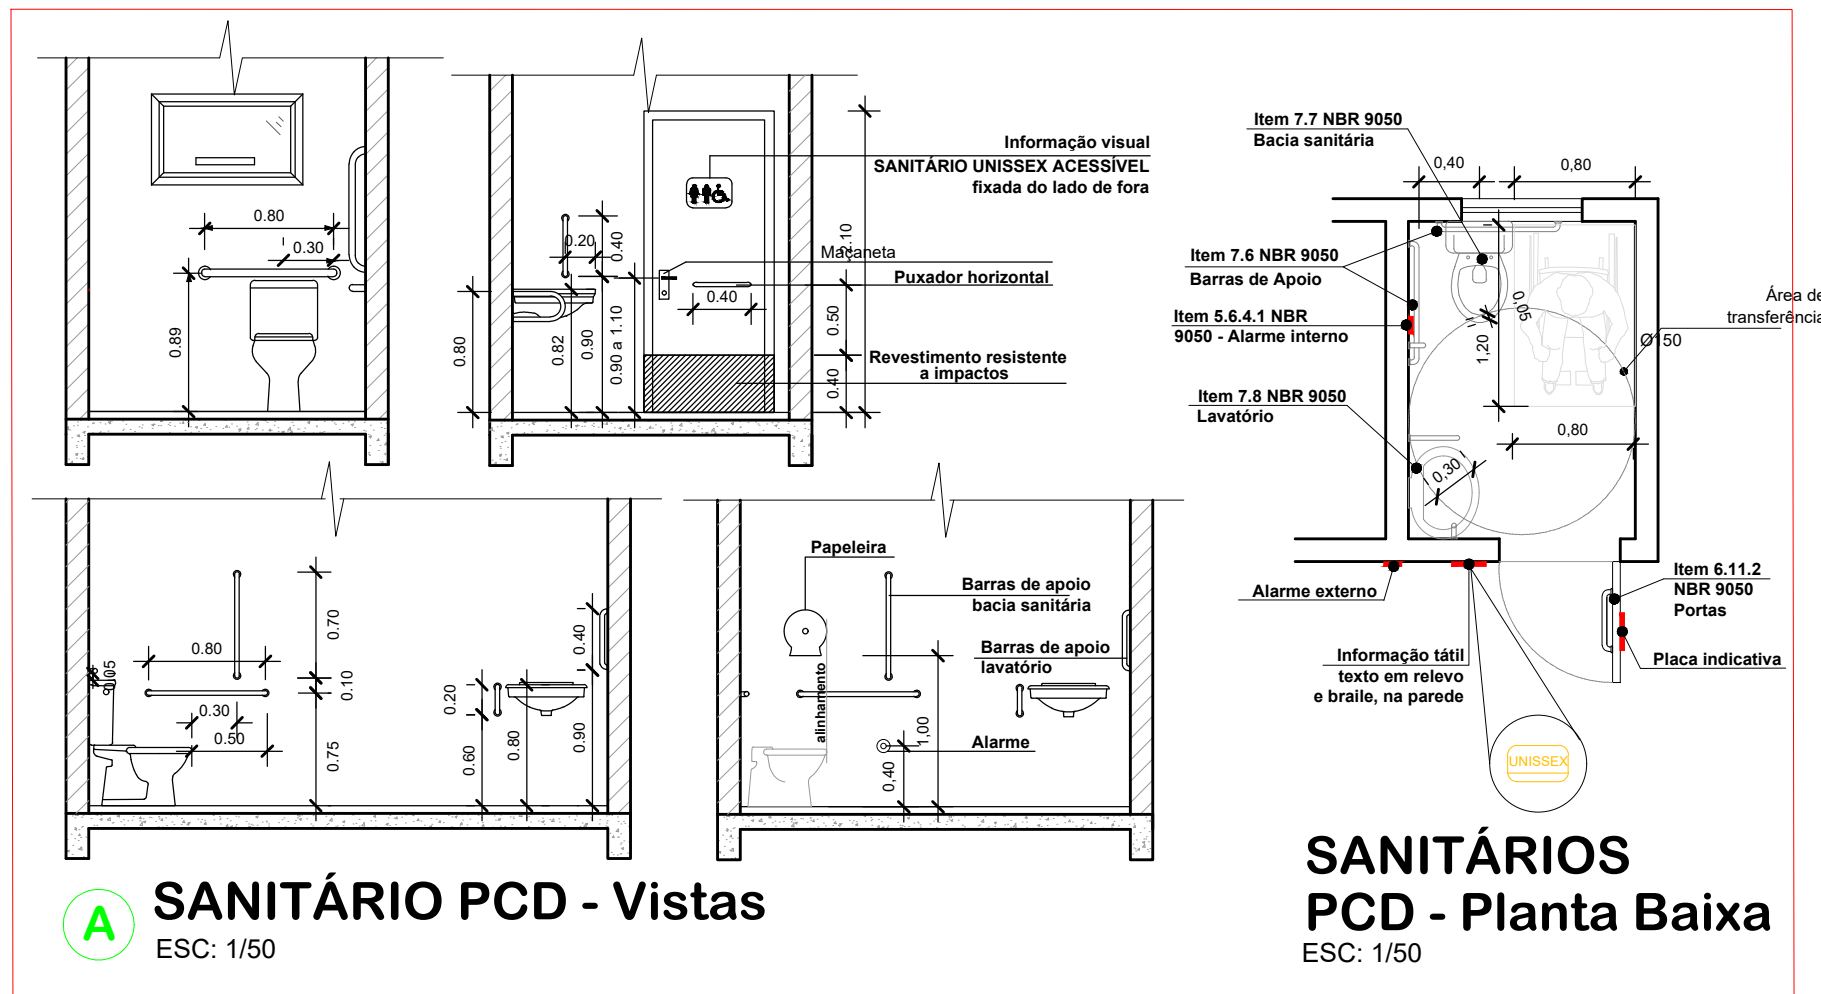 0.80
0.30
0.89
Informação visual
SANITÁRIO UNISSEX ACESSÍVEL
fixada do lado de fora
0.20
0.40
2.10
Maçaneta
Puxador horizontal
0.40
0.80
0.82
0.90
0.90 a 1.10
0.50
0.40
Revestimento resistente
a impactos
Item 7.7 NBR 9050
Bacia sanitária
0,40
0,80
Item 7.6 NBR 9050
Barras de Apoio
Item 5.6.4.1 NBR
9050 - Alarme interno
0,05
1,20
Área de
transferência
Ø150
Item 7.8 NBR 9050
Lavatório
0,80
0,30
Alarme externo
Item 6.11.2
NBR 9050
Portas
Placa indicativa
Informação tátil
texto em relevo
e braile, na parede
UNISSEX
0.05
0.80
0.70
0.10
0.30
0.50
0.75
0.20
0.60
0.80
0.40
0.90
Papeleira
Barras de apoio
bacia sanitária
Barras de apoio
lavatório
alinhamento
1,00
Alarme
0,40
A
SANITÁRIO PCD - Vistas
ESC: 1/50
SANITÁRIOS
PCD - Planta Baixa
ESC: 1/50